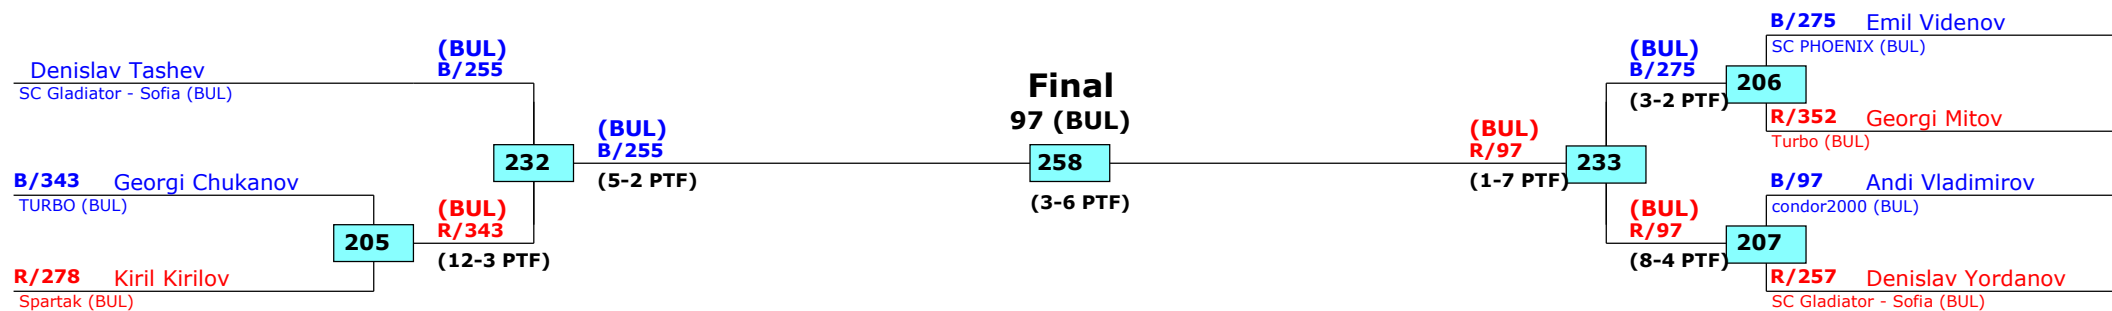 (BUL)
B/255
Denislav Tashev
SC Gladiator - Sofia (BUL)
232
(BUL)
B/255
(5-2 PTF)
B/343 Georgi Chukanov
TURBO (BUL)
205
(BUL)
R/343
(12-3 PTF)
R/278 Kiril Kirilov
Spartak (BUL)
Final
97 (BUL)
258
(3-6 PTF)
B/275 Emil Videnov
SC PHOENIX (BUL)
(BUL)
B/275
(3-2 PTF)
206
R/352 Georgi Mitov
Turbo (BUL)
(BUL)
R/97
(1-7 PTF)
233
B/97 Andi Vladimirov
condor2000 (BUL)
(BUL)
R/97
(8-4 PTF)
207
R/257 Denislav Yordanov
SC Gladiator - Sofia (BUL)